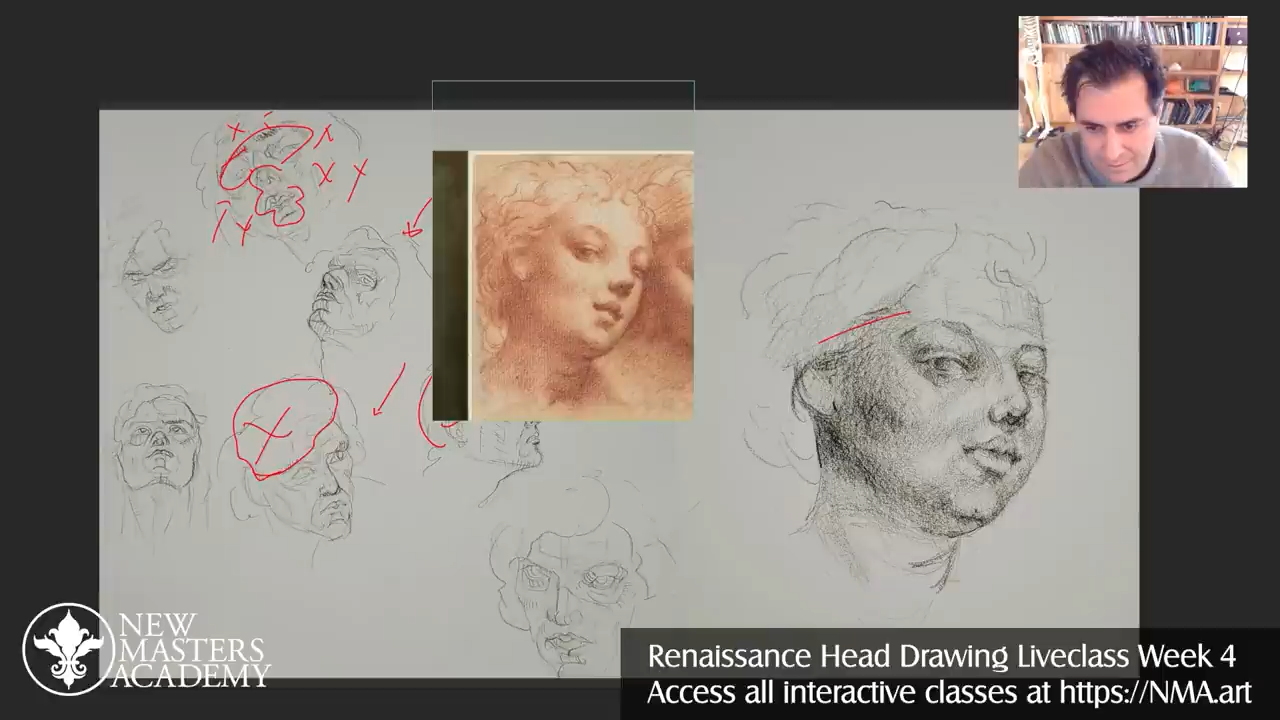 NEW
MASTERS
ACADEMY
Renaissance Head Drawing Liveclass Week 4
Access all interactive classes at https://NMA.art